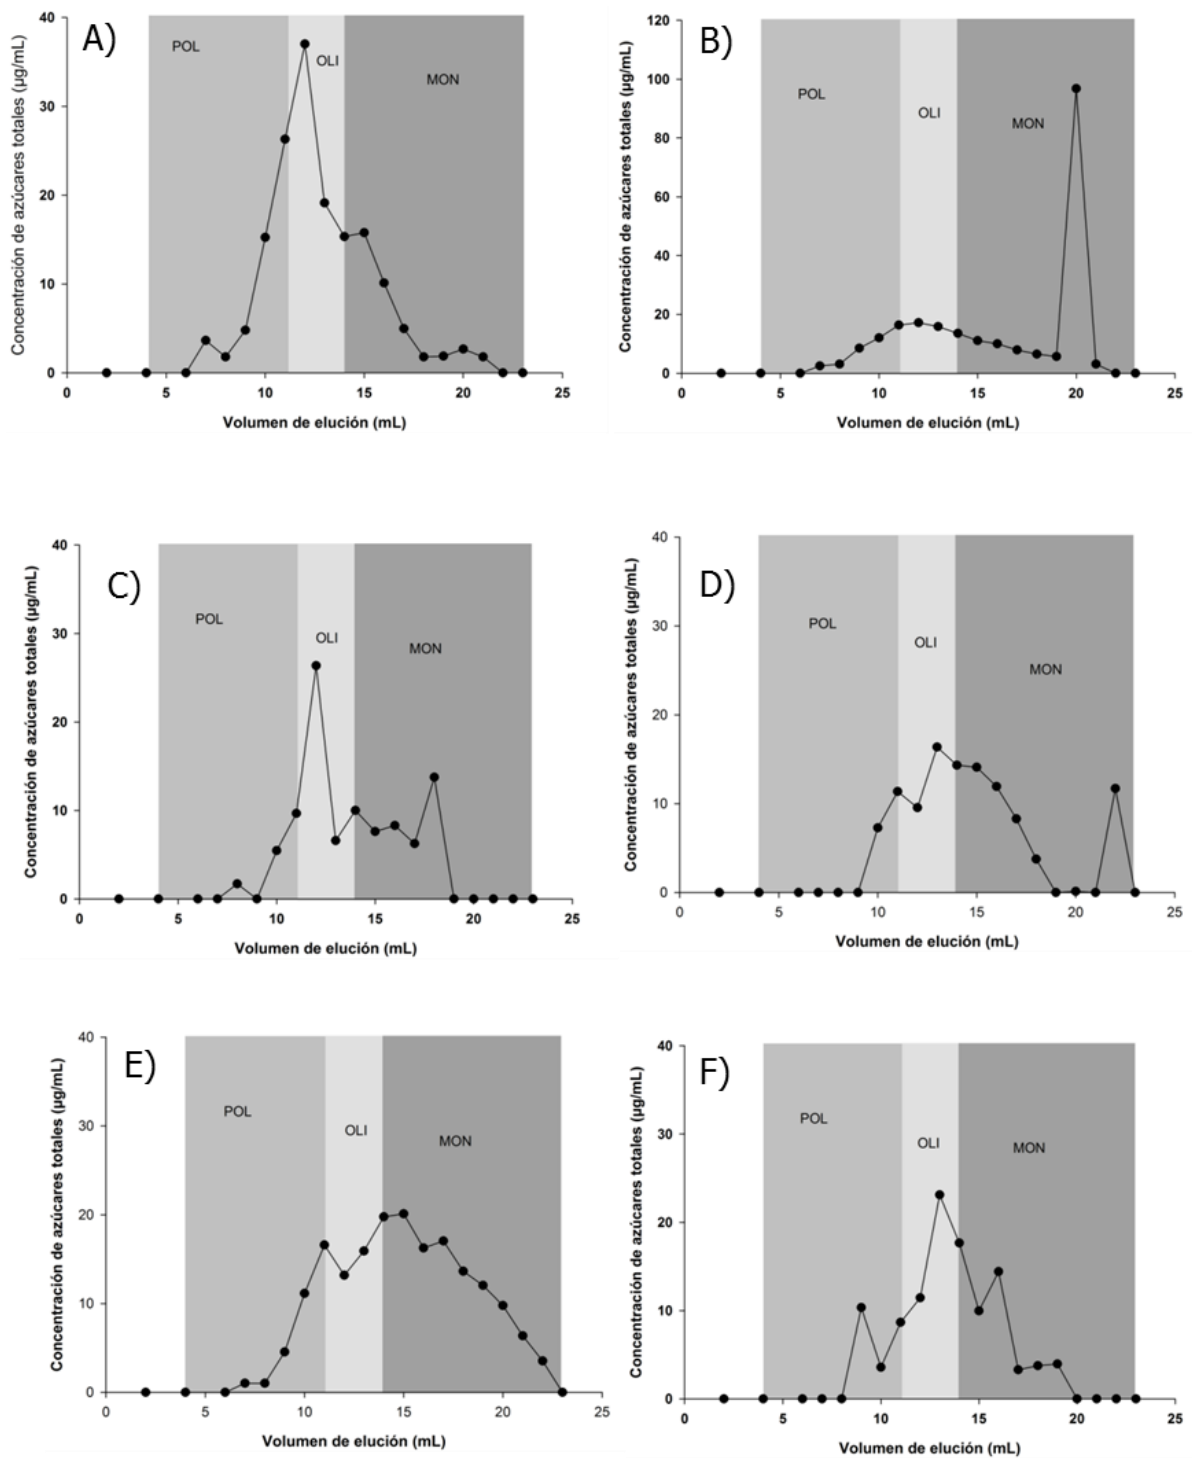 A)
POL
OLI
MON
Concentración de azúcares totales (µg/mL)
40
30
20
10
0
0 5 10 15 20 25
Volumen de elución (mL)
B)
POL
OLI
MON
Concentración de azúcares totales (µg/mL)
120
100
80
60
40
20
0
0 5 10 15 20 25
Volumen de elución (mL)
C)
POL
OLI
MON
Concentración de azúcares totales (µg/mL)
40
30
20
10
0
0 5 10 15 20 25
Volumen de elución (mL)
D)
POL
OLI
MON
Concentración de azúcares totales (µg/mL)
40
30
20
10
0
0 5 10 15 20 25
Volumen de elución (mL)
E)
POL
OLI
MON
Concentración de azúcares totales (µg/mL)
40
30
20
10
0
0 5 10 15 20 25
Volumen de elución (mL)
F)
POL
OLI
MON
Concentración de azúcares totales (µg/mL)
40
30
20
10
0
0 5 10 15 20 25
Volumen de elución (mL)